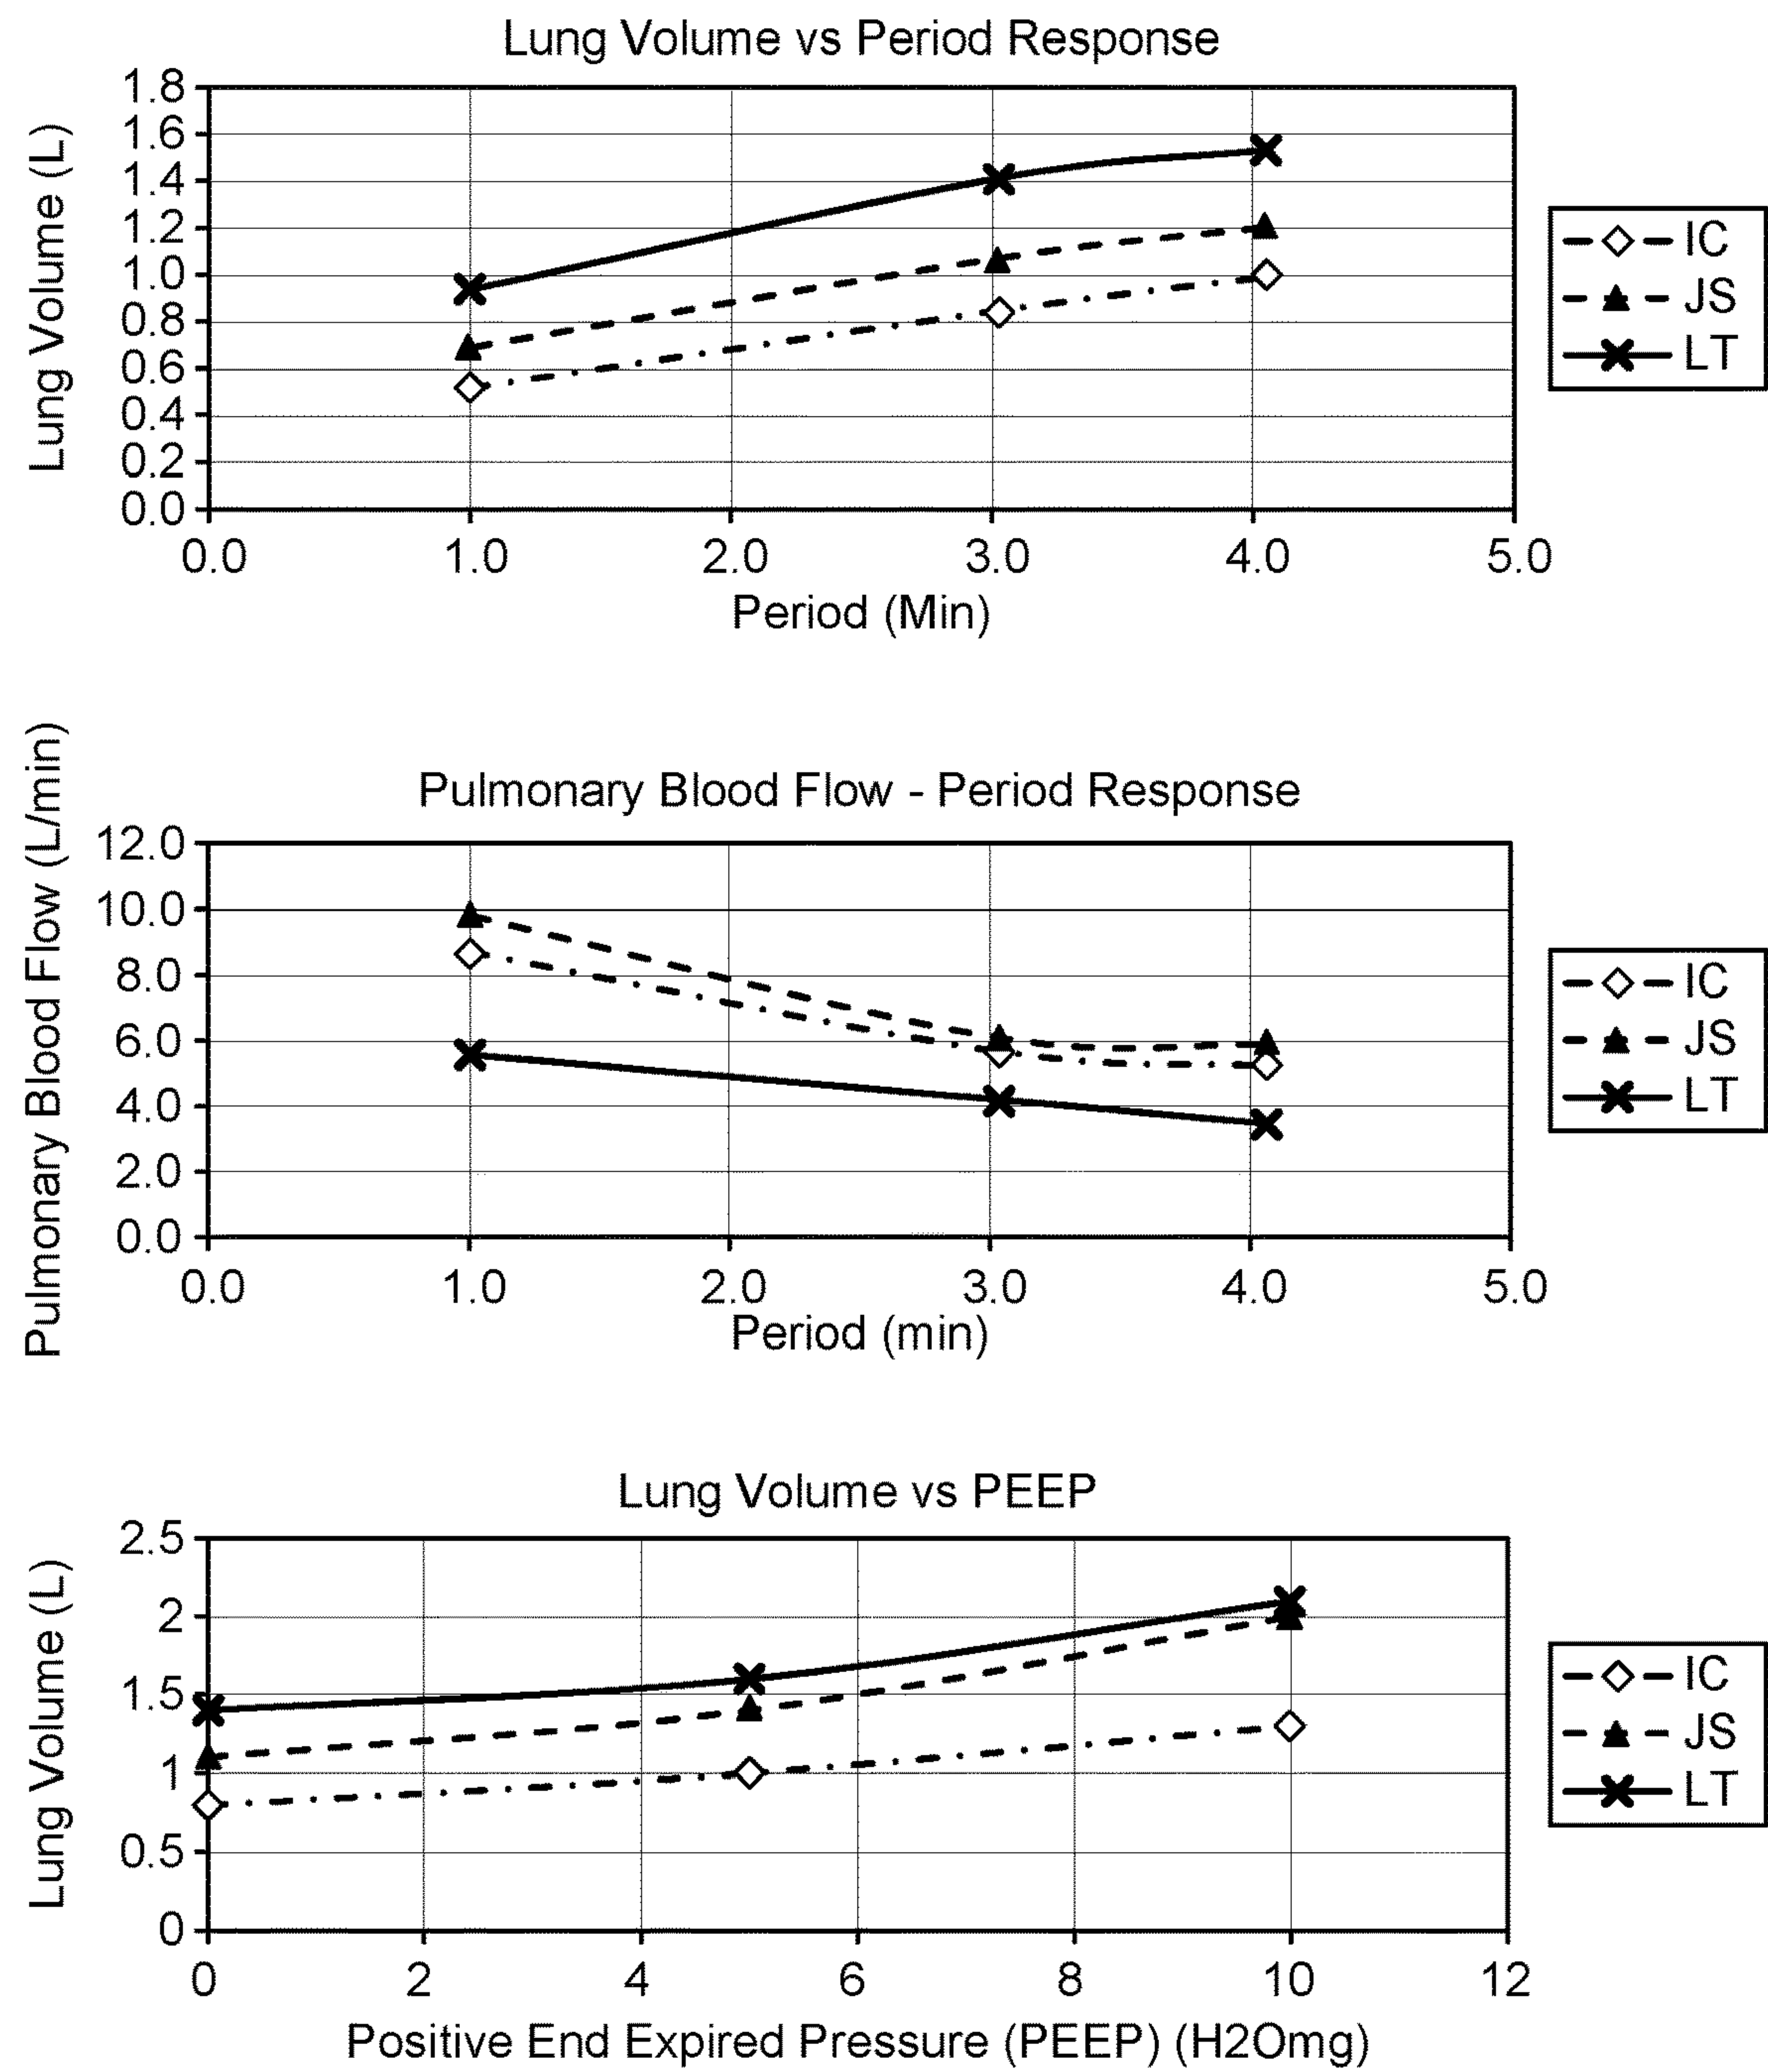 Lung Volume vs Period Response
Lung Volume (L)
1.8
1.6
1.4
1.2
1.0
0.8
0.6
0.4
0.2
0.0
0.0 1.0 2.0 3.0 4.0 5.0
Period (Min)
IC
JS
LT
Pulmonary Blood Flow - Period Response
Pulmonary Blood Flow (L/min)
12.0
10.0
8.0
6.0
4.0
2.0
0.0
0.0 1.0 2.0 3.0 4.0 5.0
Period (min)
IC
JS
LT
Lung Volume vs PEEP
Lung Volume (L)
2.5
2
1.5
1
0.5
0
0 2 4 6 8 10 12
Positive End Expired Pressure (PEEP) (H2Omg)
IC
JS
LT